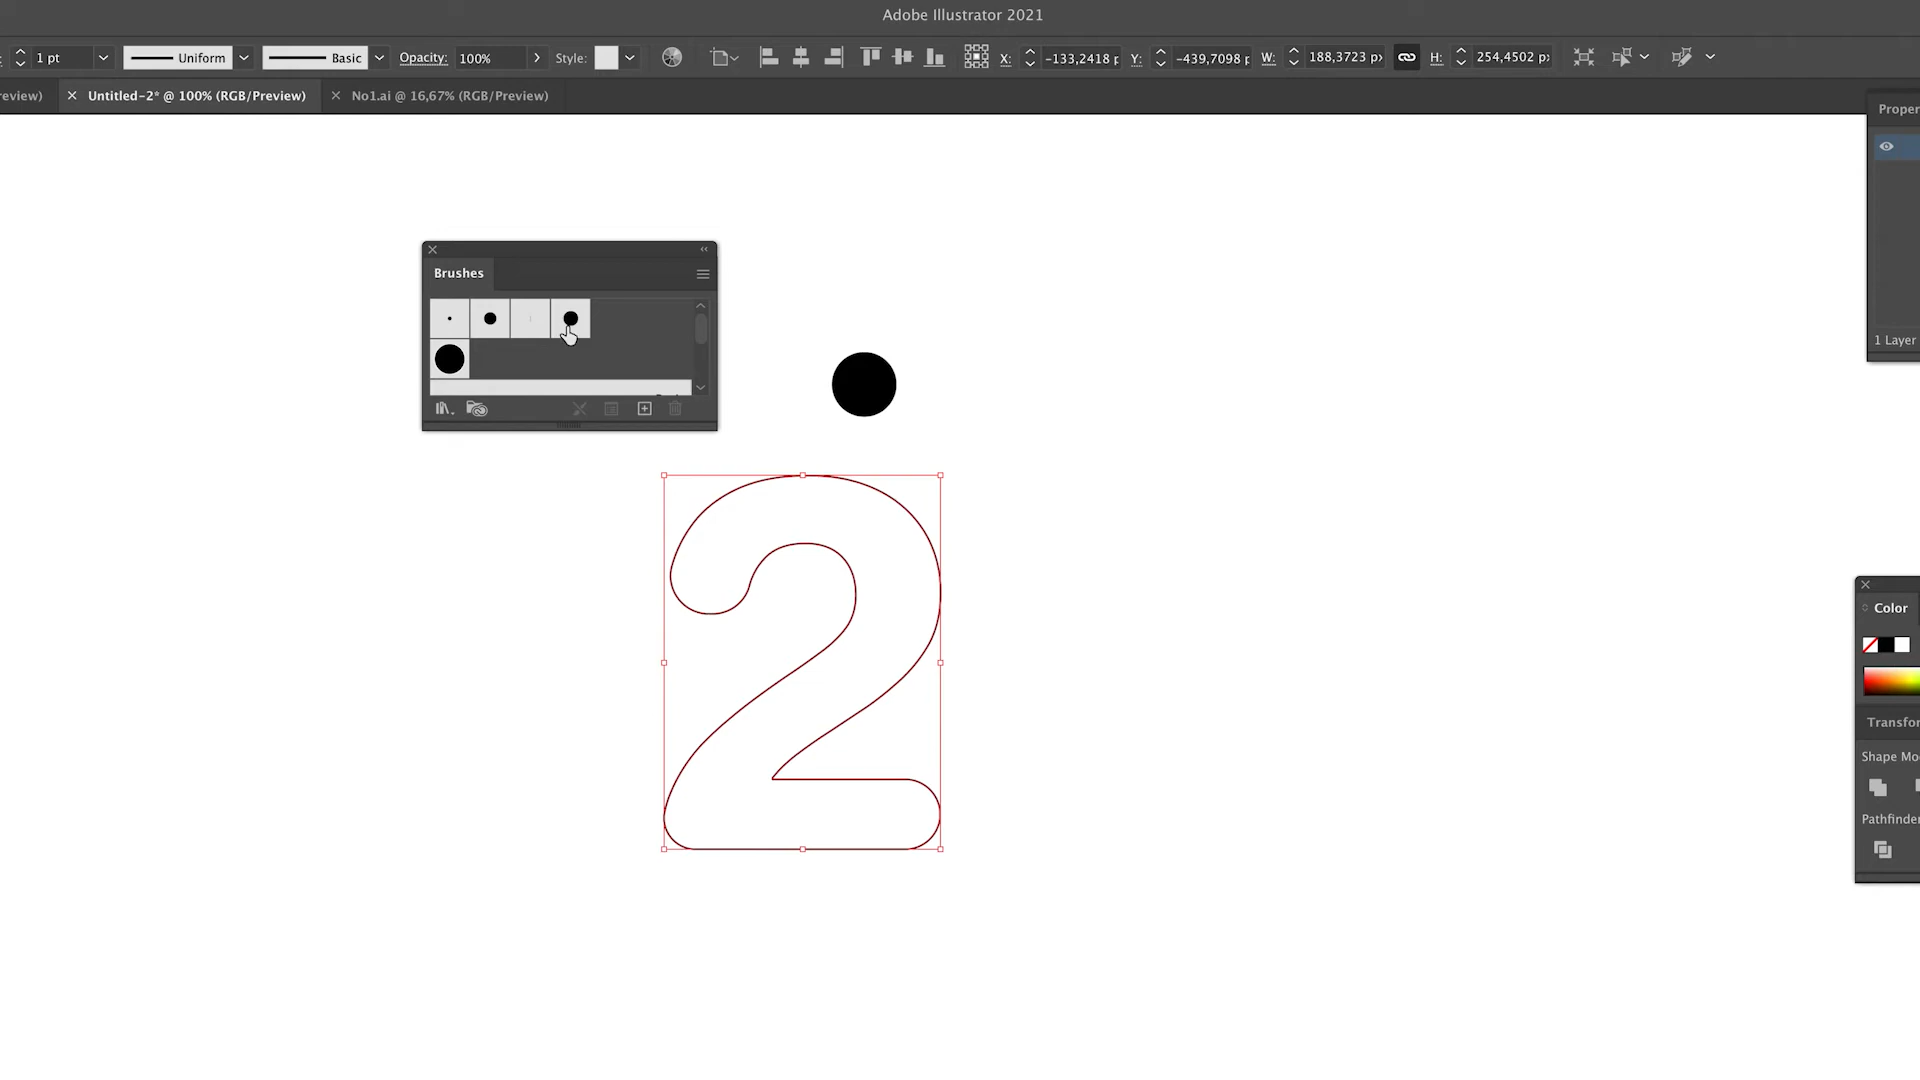 Adobe Illustrator 2021
1 pt
Uniform
Basic
Opacity: 100%
Style:
X: -133,2418 p
Y: -439,7098 p
W: 188,3723 p
H: 254,4502 p
review)
Untitled-2* @ 100% (RGB/Preview)
No1.ai @ 16,67% (RGB/Preview)
Proper
Brushes
1 Layer
2
Color
Transfor
Shape Mo
Pathfinder